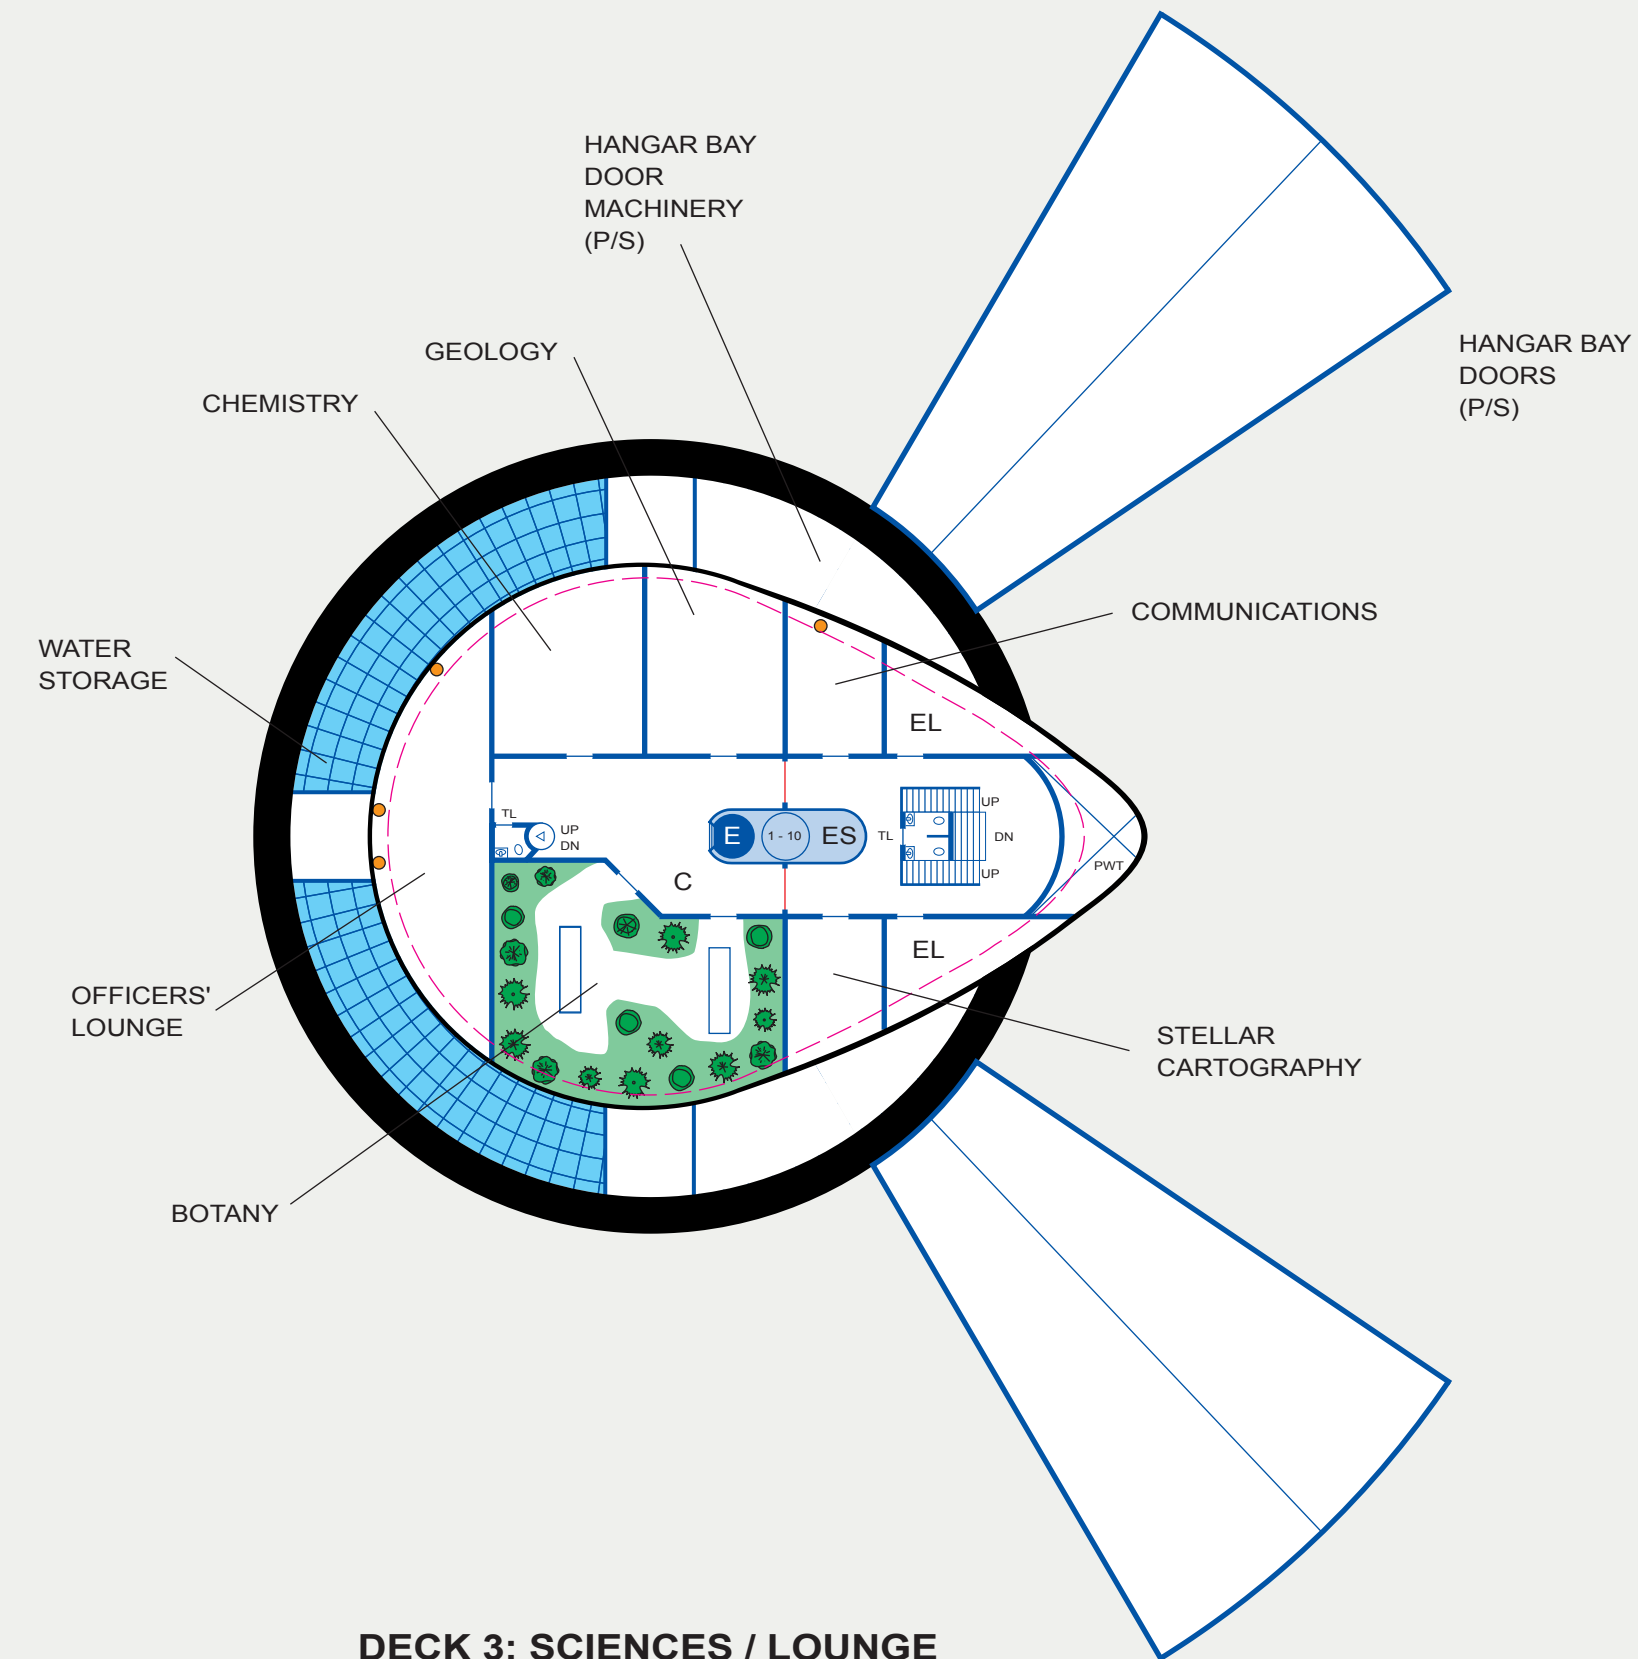 HANGAR BAY
DOOR
MACHINERY
(P/S)
GEOLOGY
CHEMISTRY
HANGAR BAY
DOORS
(P/S)
COMMUNICATIONS
WATER
STORAGE
EL
TL
UP
DN
E
1 - 10
ES
TL
UP
DN
UP
PWT
C
EL
OFFICERS'
LOUNGE
STELLAR
CARTOGRAPHY
BOTANY
DECK 3: SCIENCES / LOUNGE